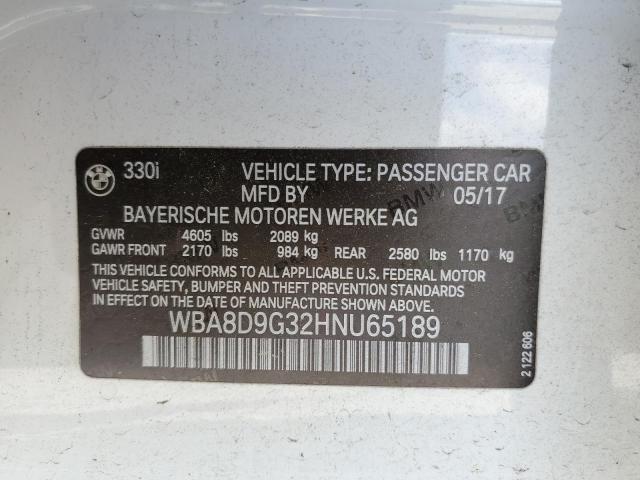 330i VEHICLE TYPE: PASSENGER CAR
MFD BY 05/17
BAYERISCHE MOTOREN WERKE AG
GVWR 4605 lbs 2089 kg
GAWR FRONT 2170 lbs 984 kg REAR 2580 lbs 1170 kg
THIS VEHICLE CONFORMS TO ALL APPLICABLE U.S. FEDERAL MOTOR
VEHICLE SAFETY, BUMPER AND THEFT PREVENTION STANDARDS
IN EFFECT ON THE DATE OF MANUFACTURE SHOWN ABOVE.
WBA8D9G32HNU65189
2 122 606